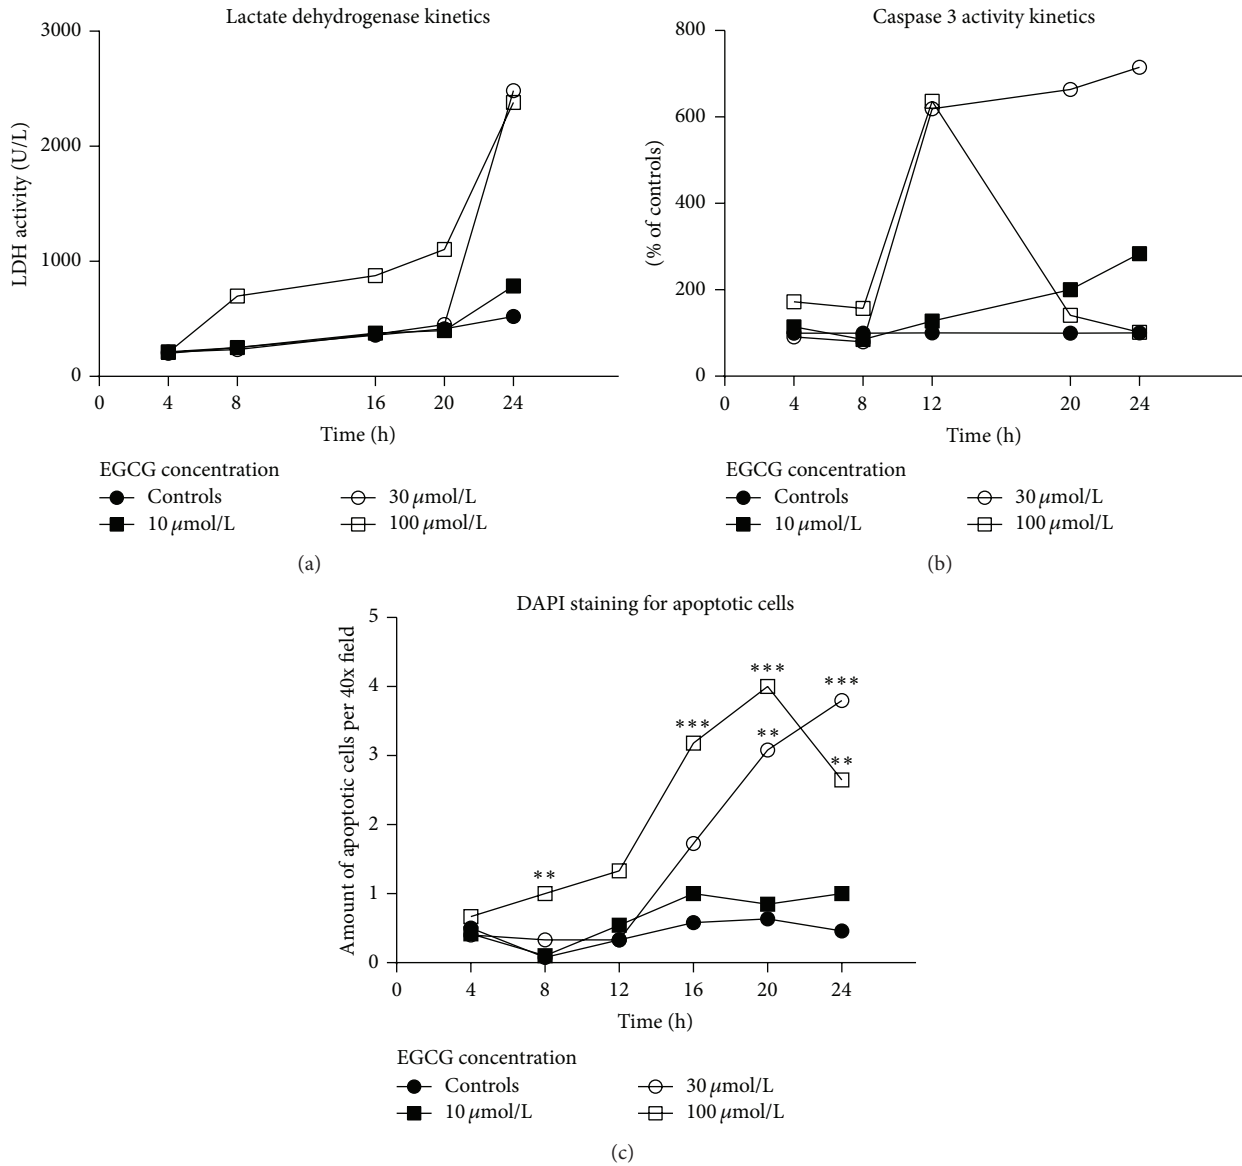 Lactate dehydrogenase kinetics
3000
2000
1000
0
LDH activity (U/L)
0 4 8 16 20 24
Time (h)
EGCG concentration
Controls 30 μmol/L
10 μmol/L 100 μmol/L
(a)
Caspase 3 activity kinetics
800
600
400
200
0
(% of controls)
0 4 8 12 20 24
Time (h)
EGCG concentration
Controls 30 μmol/L
10 μmol/L 100 μmol/L
(b)
DAPI staining for apoptotic cells
5
4
3
2
1
0
Amount of apoptotic cells per 40x field
***
***
***
**
**
**
0 4 8 12 16 20 24
Time (h)
EGCG concentration
Controls 30 μmol/L
10 μmol/L 100 μmol/L
(c)